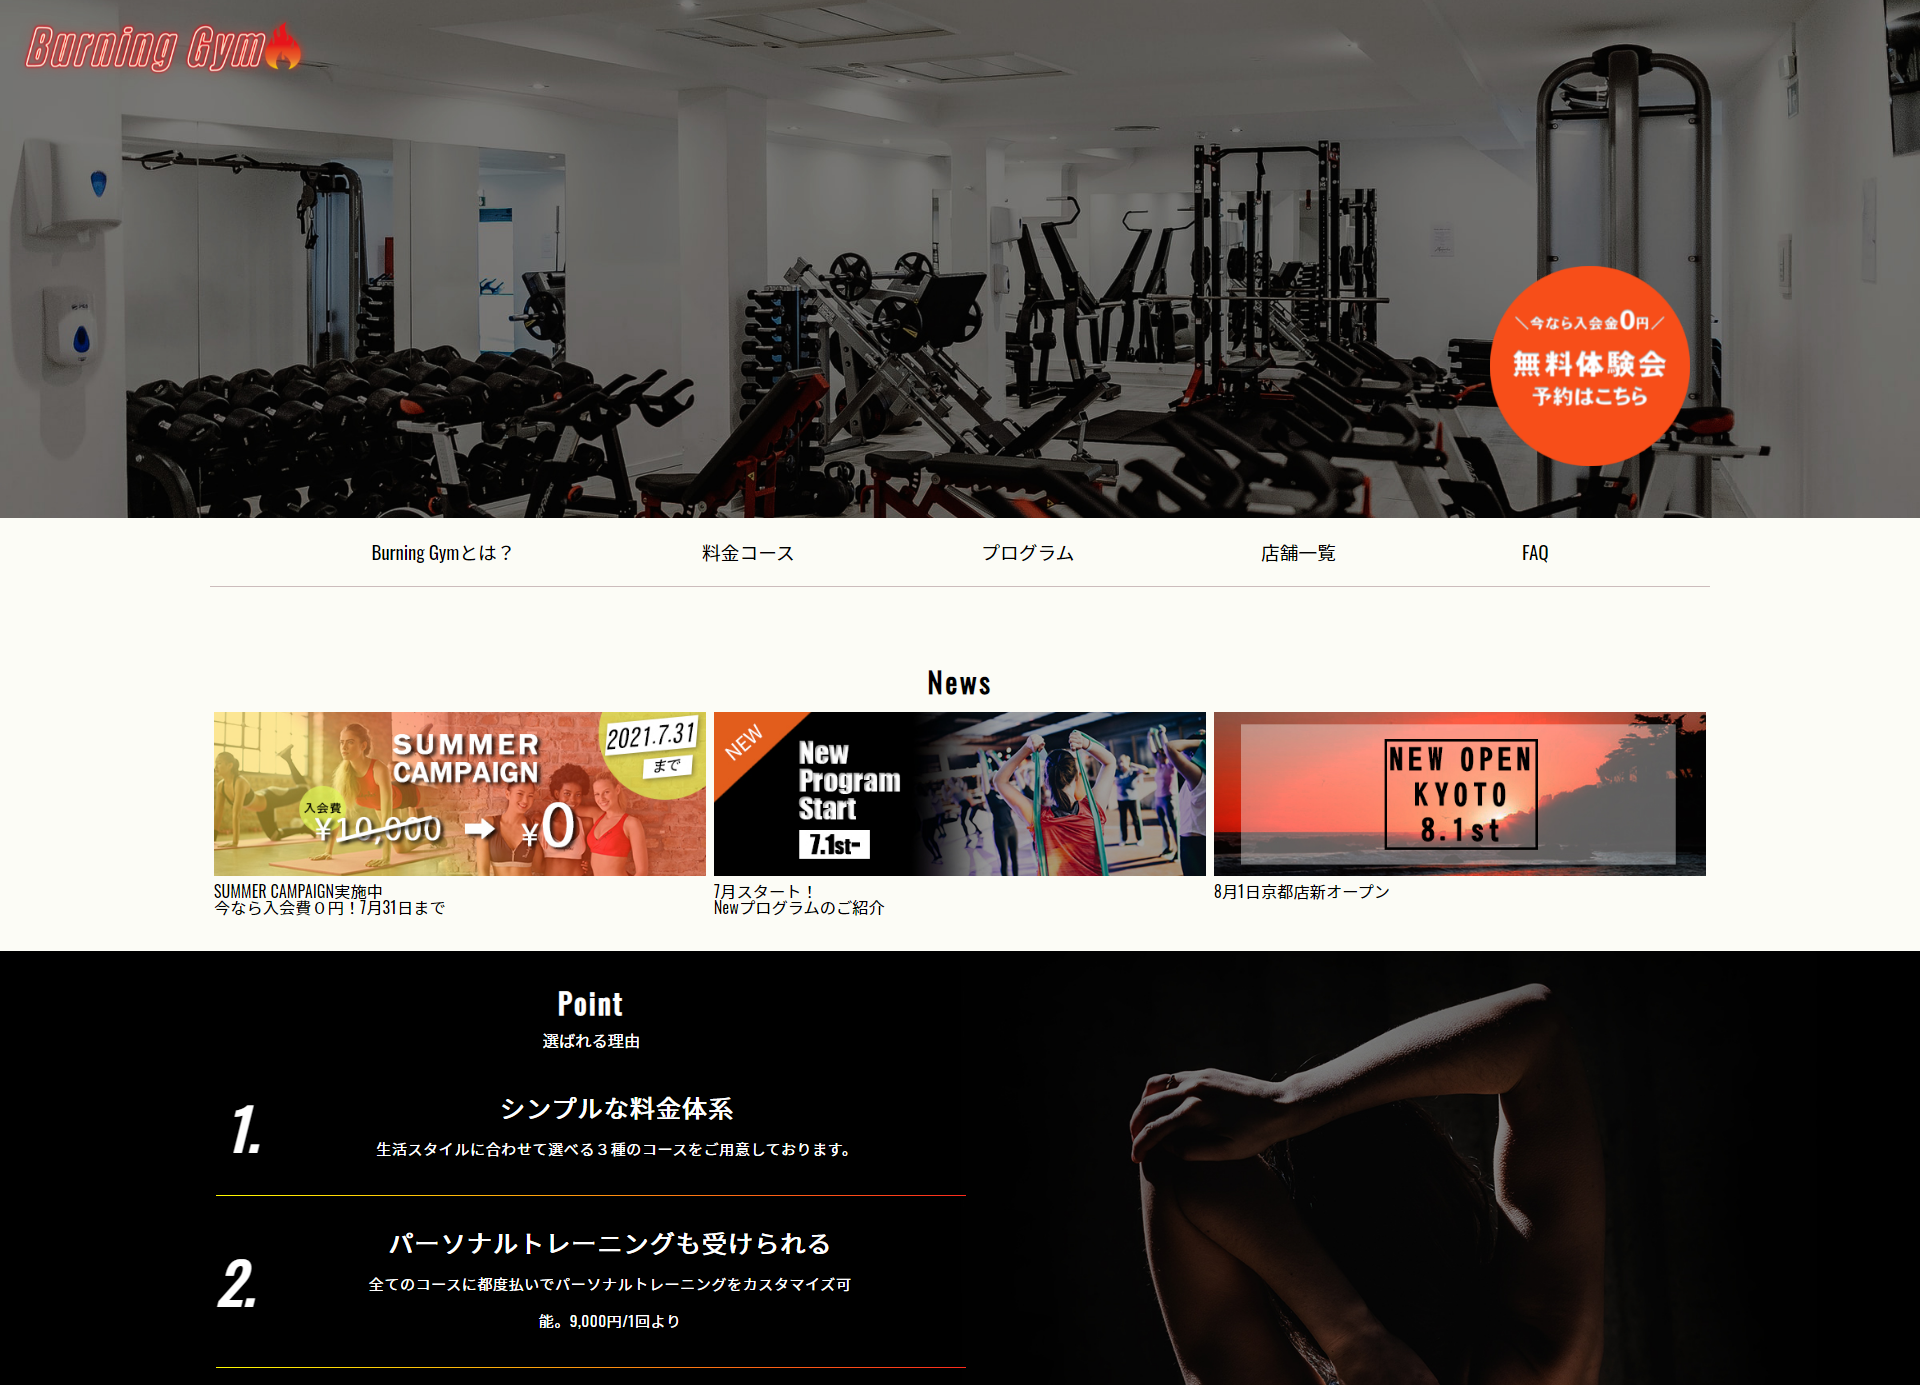 Burning Gym
＼今なら入会金0円／
無料体験会
予約はこちら
Burning Gymとは？
料金コース
プログラム
店舗一覧
FAQ
News
SUMMER
CAMPAIGN
2021.7.31
まで
入会費
¥10,000
¥0
SUMMER CAMPAIGN実施中
今なら入会費０円！7月31日まで
NEW
New
Program
Start
7.1st-
7月スタート！
Newプログラムのご紹介
NEW OPEN
KYOTO
8.1st
8月1日京都店新オープン
Point
選ばれる理由
1.
シンプルな料金体系
生活スタイルに合わせて選べる３種のコースをご用意しております。
2.
パーソナルトレーニングも受けられる
全てのコースに都度払いでパーソナルトレーニングをカスタマイズ可
能。9,000円/1回より